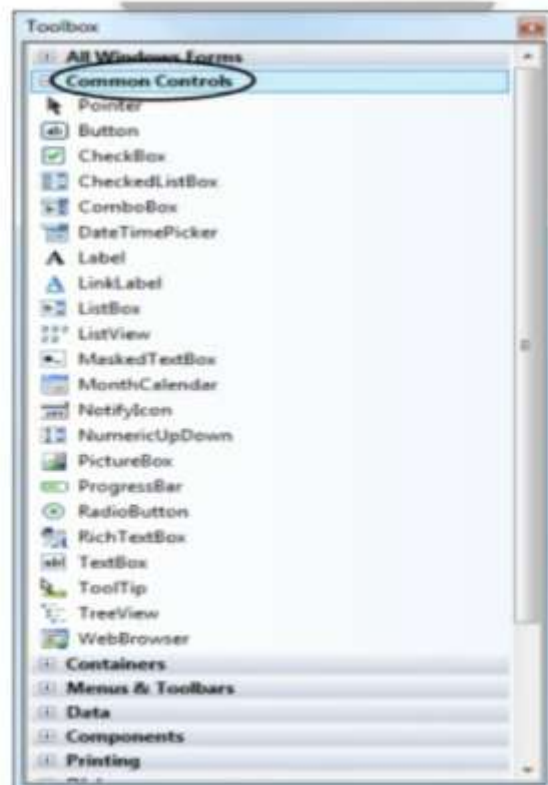 Toolbox
All Windows Forms
Common Controls
Pointer
Button
CheckBox
CheckedListBox
ComboBox
DateTimePicker
A Label
A LinkLabel
ListBox
ListView
MaskedTextBox
MonthCalendar
NotifyIcon
NumericUpDown
PictureBox
ProgressBar
RadioButton
RichTextBox
TextBox
ToolTip
TreeView
WebBrowser
Containers
Menus & Toolbars
Data
Components
Printing